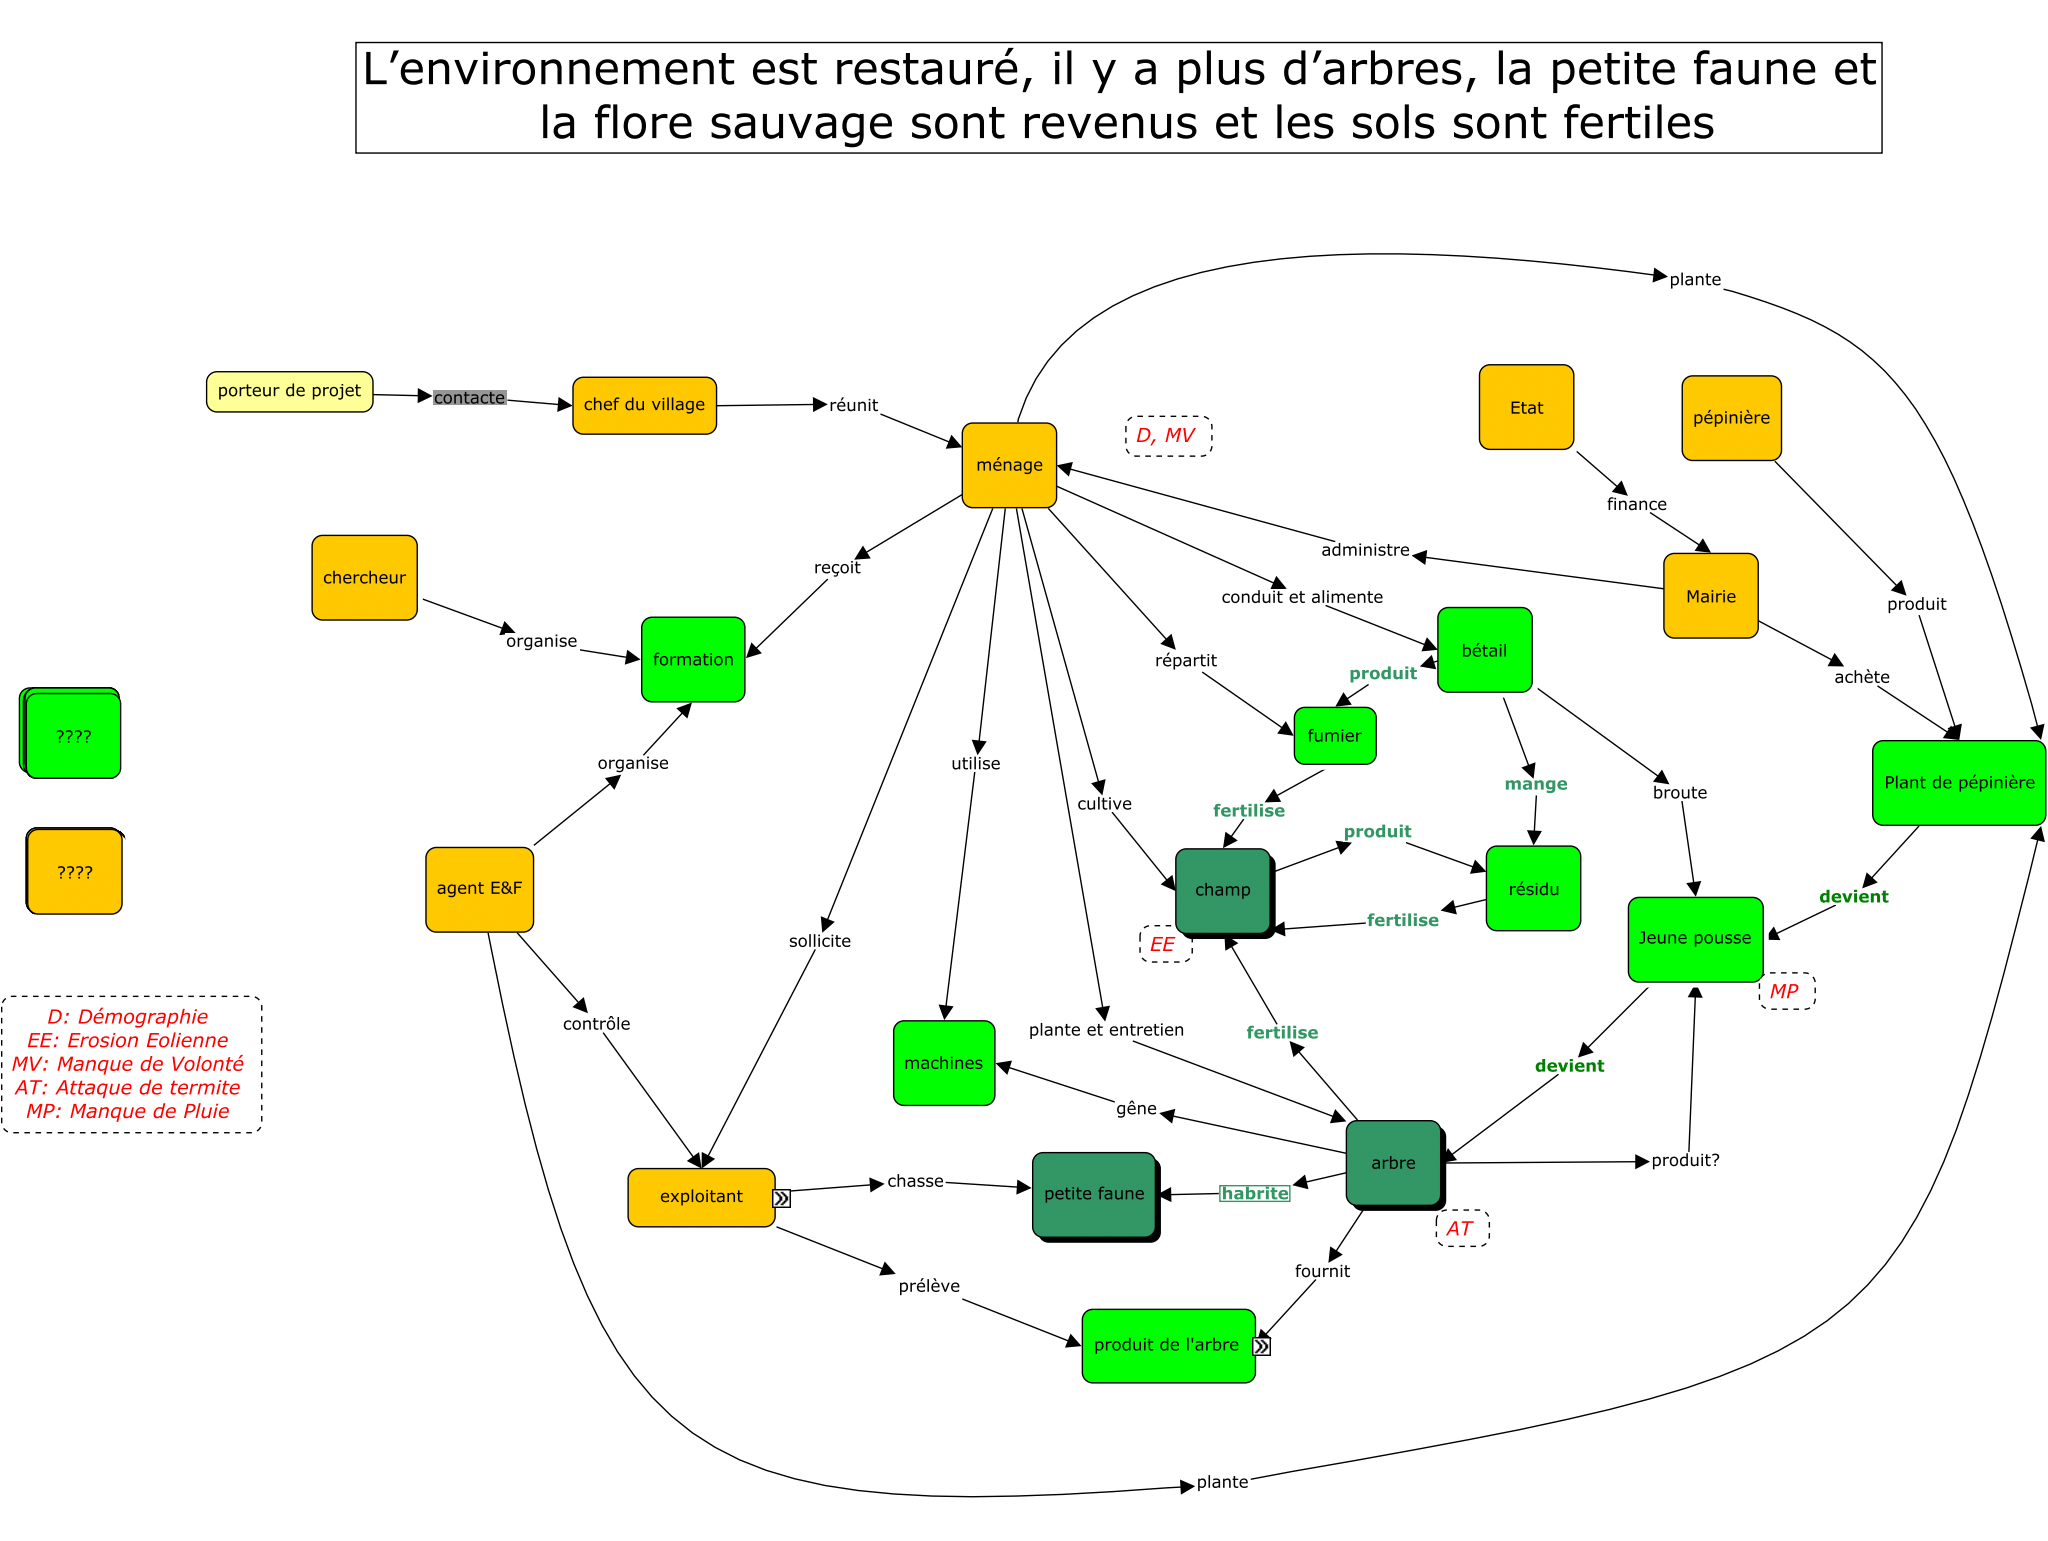 L’environnement est restauré, il y a plus d’arbres, la petite faune et
la flore sauvage sont revenus et les sols sont fertiles
plante
porteur de projet
contacte
chef du village
réunit
Etat
pépinière
D, MV
ménage
finance
administre
chercheur
reçoit
conduit et alimente
Mairie
produit
organise
formation
répartit
bétail
produit
achète
????
organise
utilise
fumier
mange
broute
Plant de pépinière
cultive
fertilise
produit
????
agent E&F
champ
résidu
devient
fertilise
Jeune pousse
sollicite
EE
MP
D: Démographie
EE: Erosion Eolienne
MV: Manque de Volonté
AT: Attaque de termite
MP: Manque de Pluie
contrôle
plante et entretien
fertilise
machines
devient
gêne
arbre
produit?
exploitant
chasse
petite faune
habrite
AT
prélève
fournit
produit de l'arbre
plante